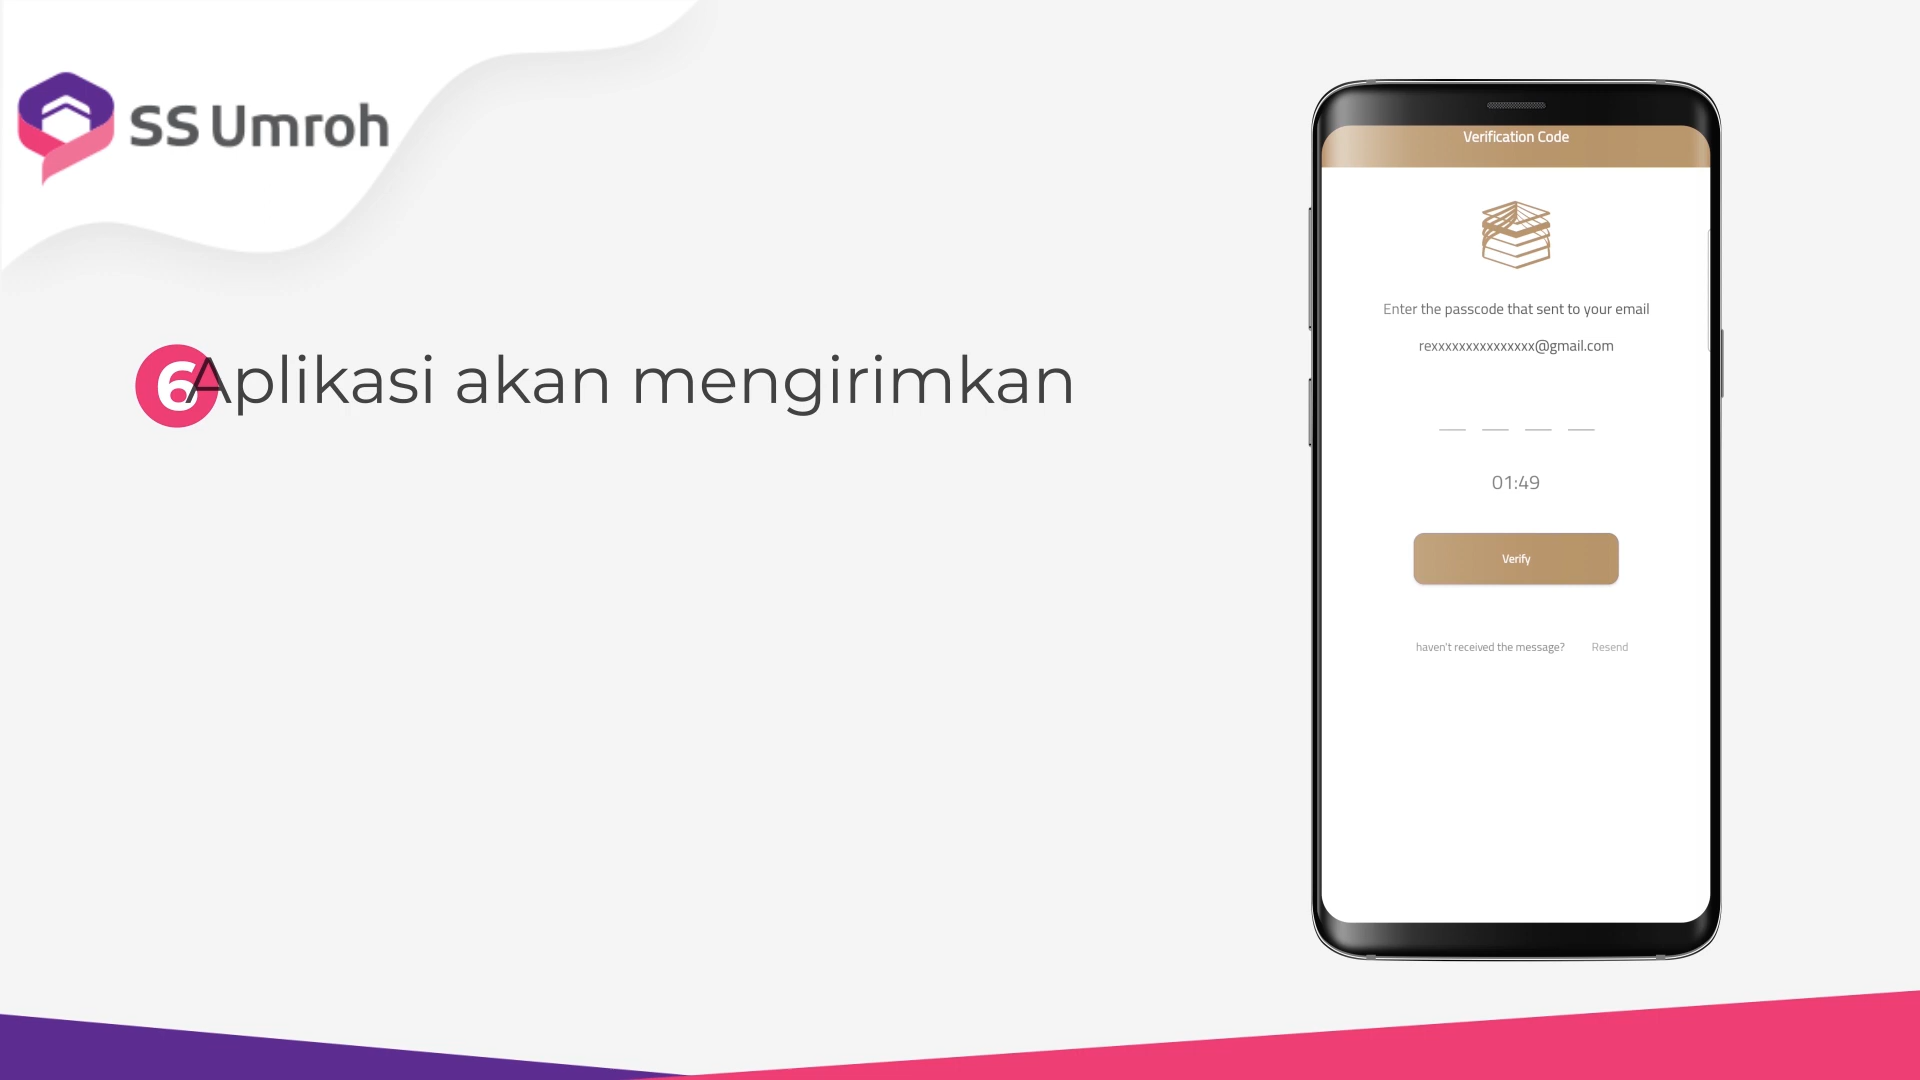 SS Umroh
6 Aplikasi akan mengirimkan
Verification Code
Enter the passcode that sent to your email
rexxxxxxxxxxxxxxx@gmail.com
01:49
Verify
haven't received the message? Resend